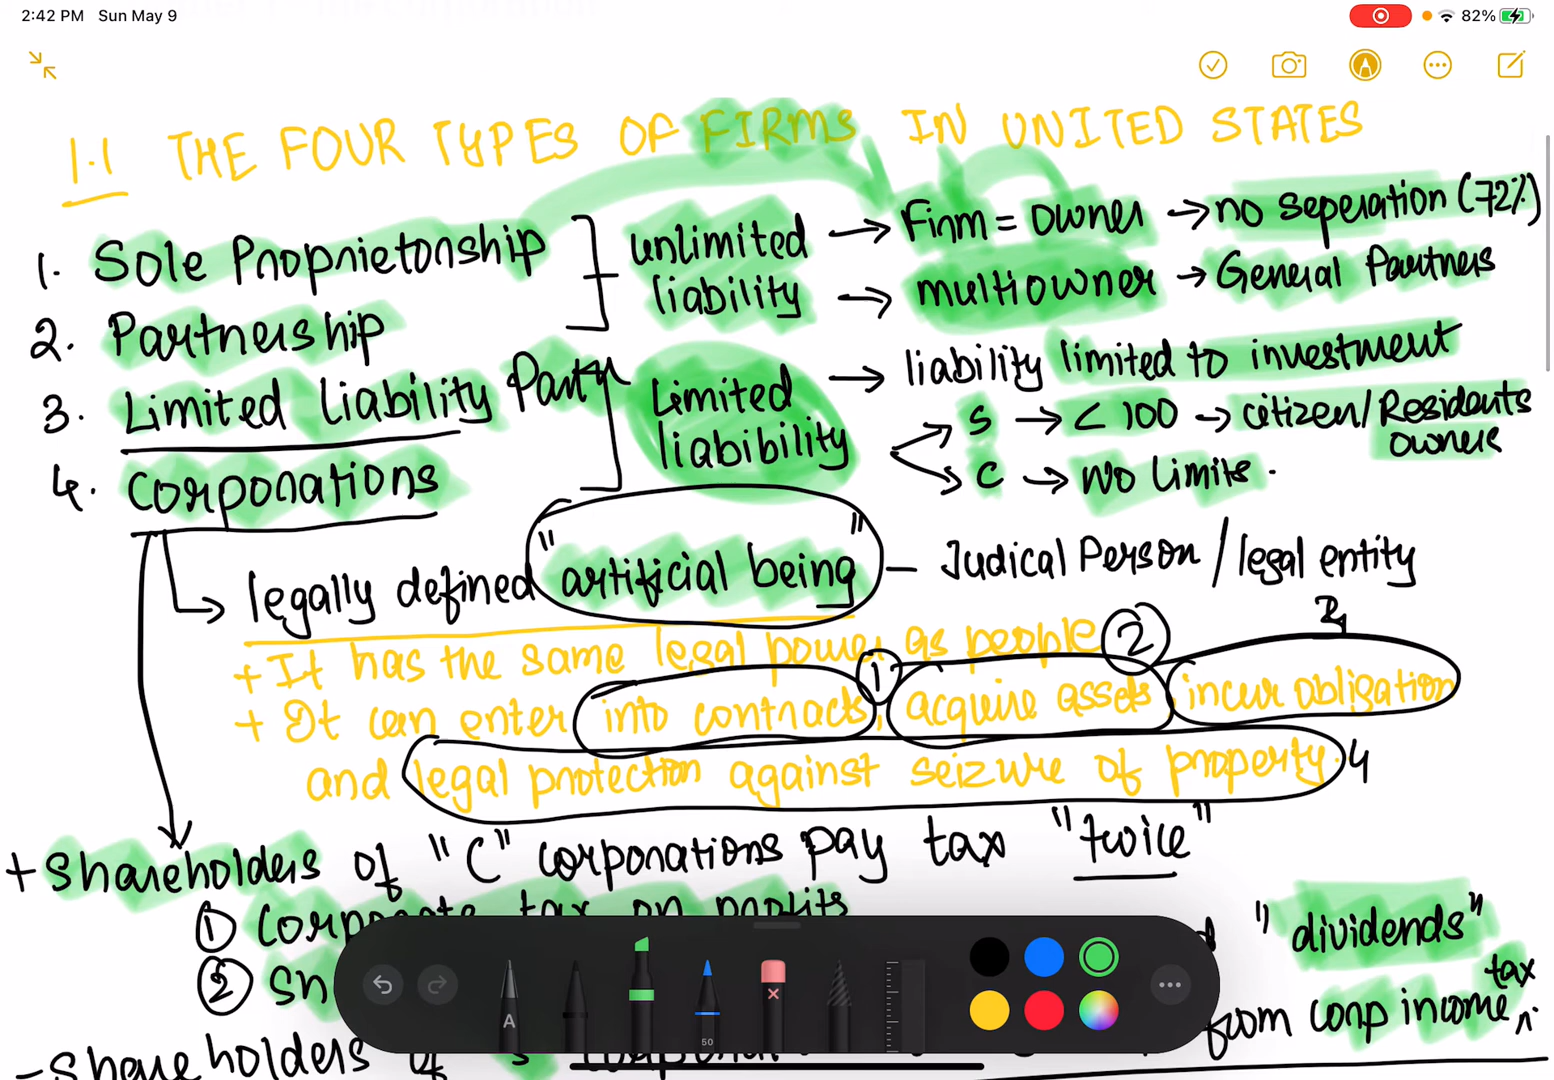 2:42 PM Sun May 9
82%
1.1 THE FOUR TYPES OF FIRMS IN UNITED STATES
1. Sole Proprietorship
2. Partnership
3. Limited Liability Party
4. Corporations
unlimited liability
→ Firm = owner → no seperation (72%)
→ multiowner → General Partners
Limited liabibility
→ liability limited to investment
S → < 100 → citizen/Residents owners
C → No Limits.
legally defined "artificial being" – Judical Person / legal entity
+ It has the same legal power as people
+ It can enter into contracts, acquire assets, incur obligation
1 2
and legal protection against seizure of property. 4
+ Shareholders of "C" corporations pay tax "twice"
① Corporate tax on profits
② Sh
"dividends"
tax
from corp income
- Shareholders of "S"
A
50